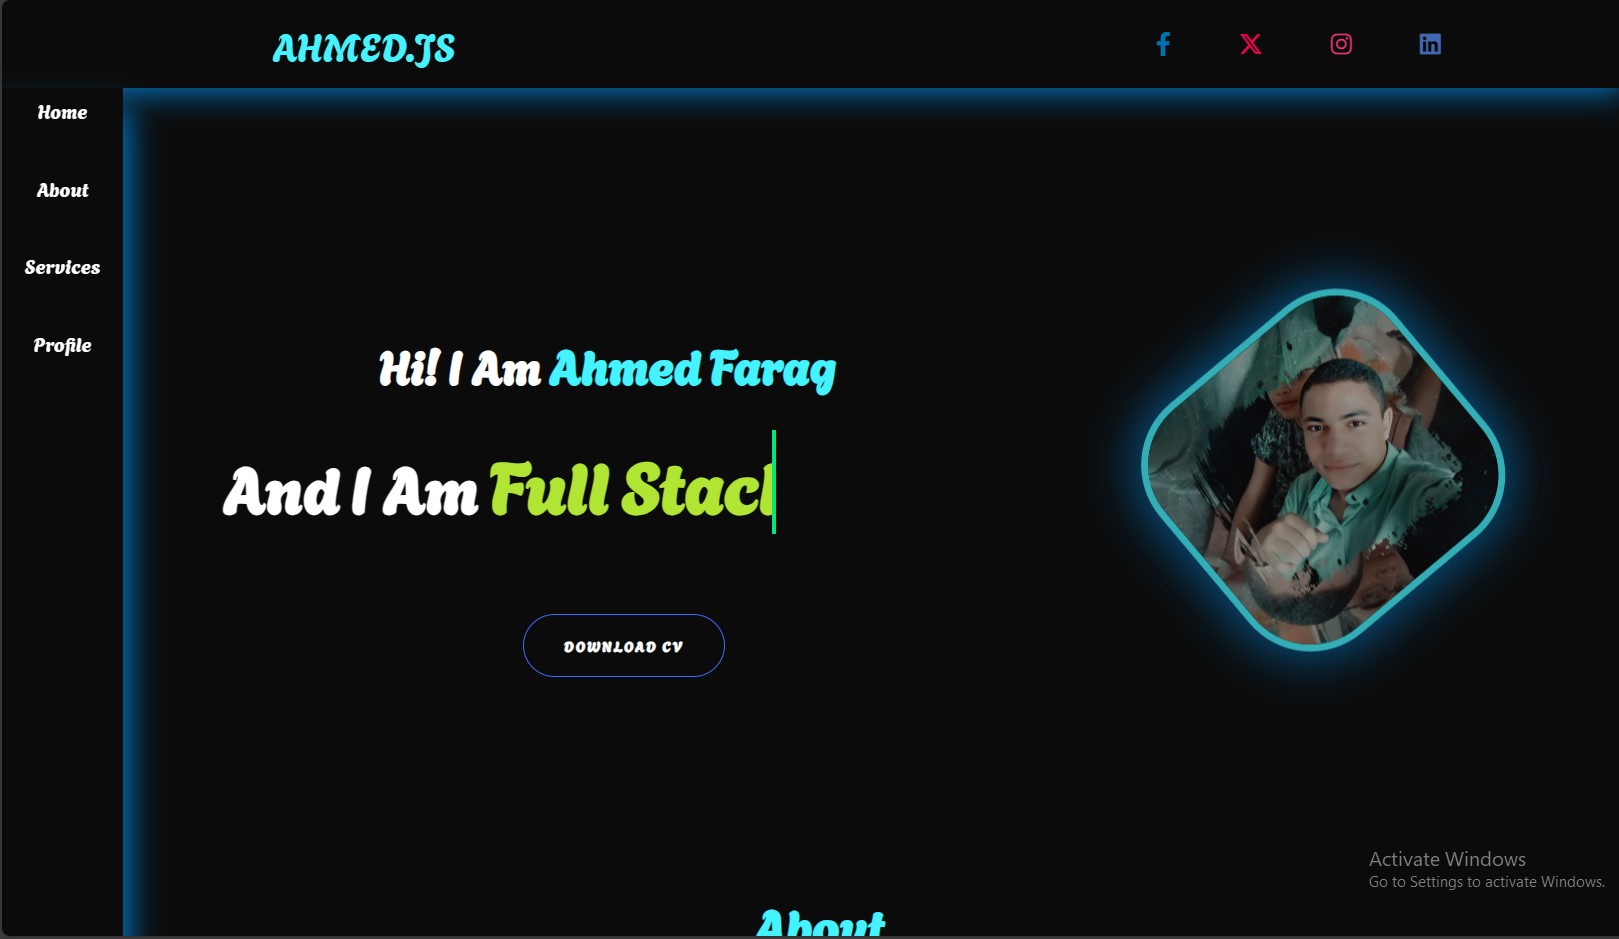 AHMED.JS
Home
About
Services
Profile
Hi! I Am Ahmed Farag
And I Am Full Stack
DOWNLOAD CV
Activate Windows
Go to Settings to activate Windows.
About